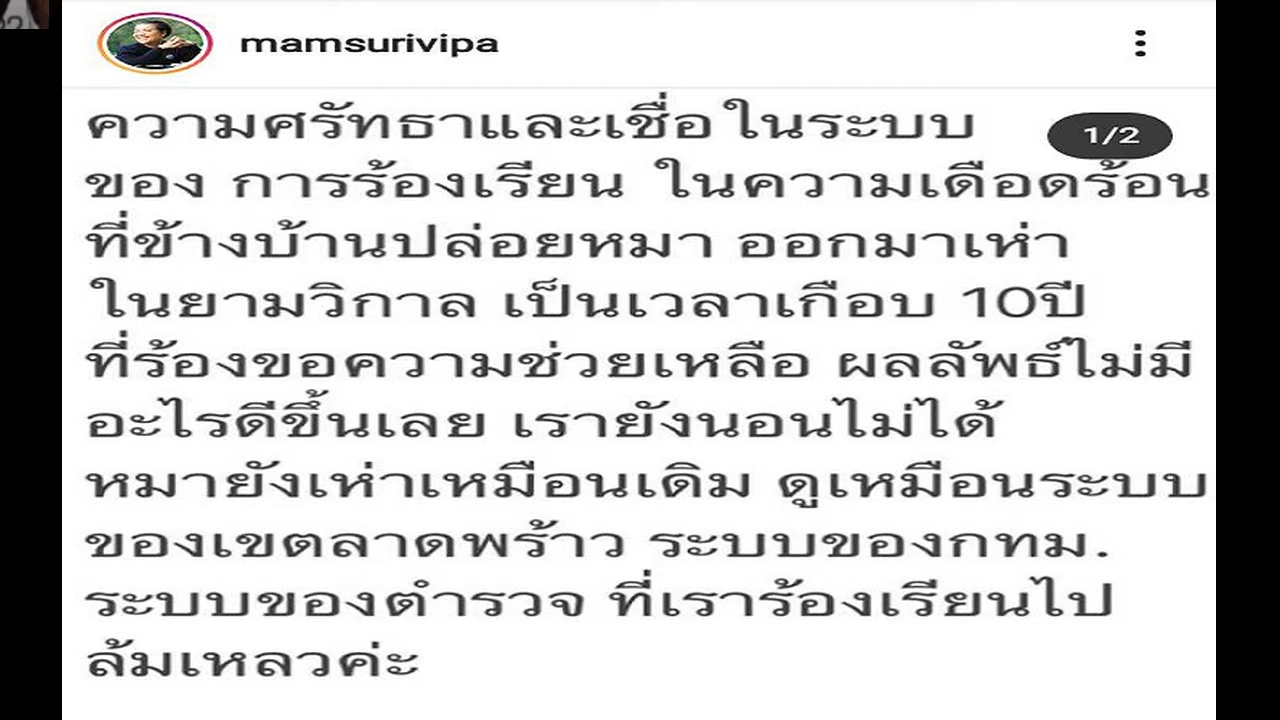 mamsurivipa
1/2
ความศรัทธาและเชื่อในระบบ
ของ การร้องเรียน ในความเดือดร้อน
ที่ข้างบ้านปล่อยหมา ออกมาเห่า
ในยามวิกาล เป็นเวลาเกือบ 10ปี
ที่ร้องขอความช่วยเหลือ ผลลัพธ์ไม่มี
อะไรดีขึ้นเลย เรายังนอนไม่ได้
หมายังเห่าเหมือนเดิม ดูเหมือนระบบ
ของเขตลาดพร้าว ระบบของกทม.
ระบบของตำรวจ ที่เราร้องเรียนไป
ล้มเหลวค่ะ